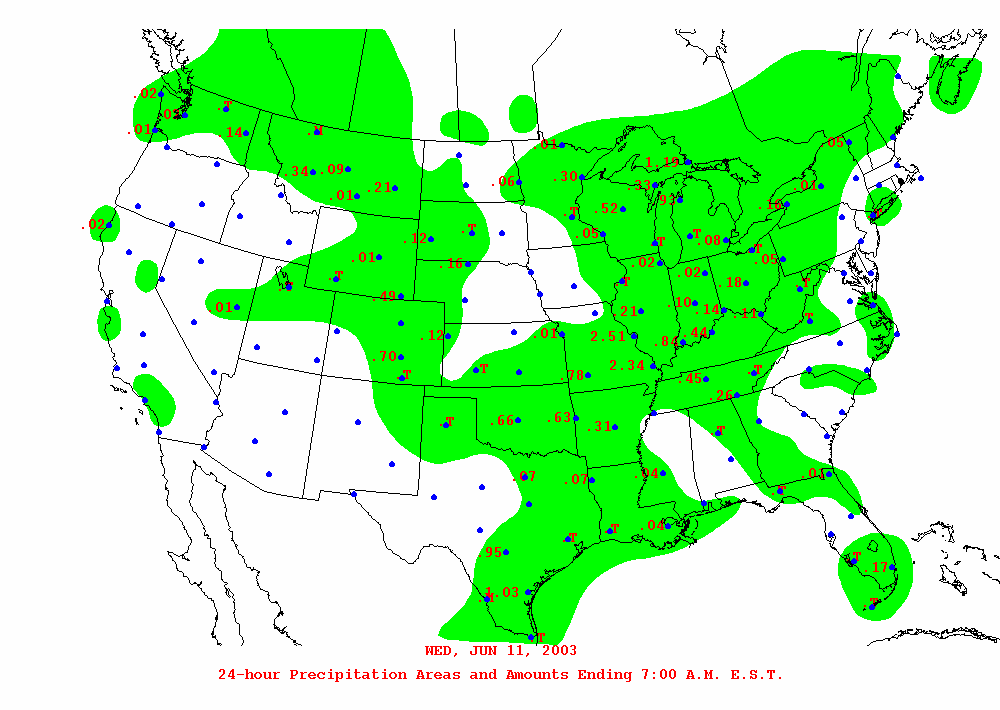 .02
.T
.01
.14
.M
.01
1.19
.05
.34 .09
.30
.01 .21
.06
.33
.01
.93
.52
.16
.T
.T
.02
.12
.T
.05
.T
.T .08
.T
.01
.16
.02
.05
.T
.02
.18
.T
.T
.T
.49
.01
.21
.10
.14
.11
.T
.12
.01
2.51
.84
.44
.70
2.34
.T
.T
.78
.45
.T
.26
.T
.66
.63
.31
.T
.07
.07
.04
.01
.T
.04
.T
.T
.95
.T
.17
1.03
.M
.T
T
WED, JUN 11, 2003
24-hour Precipitation Areas and Amounts Ending 7:00 A.M. E.S.T.